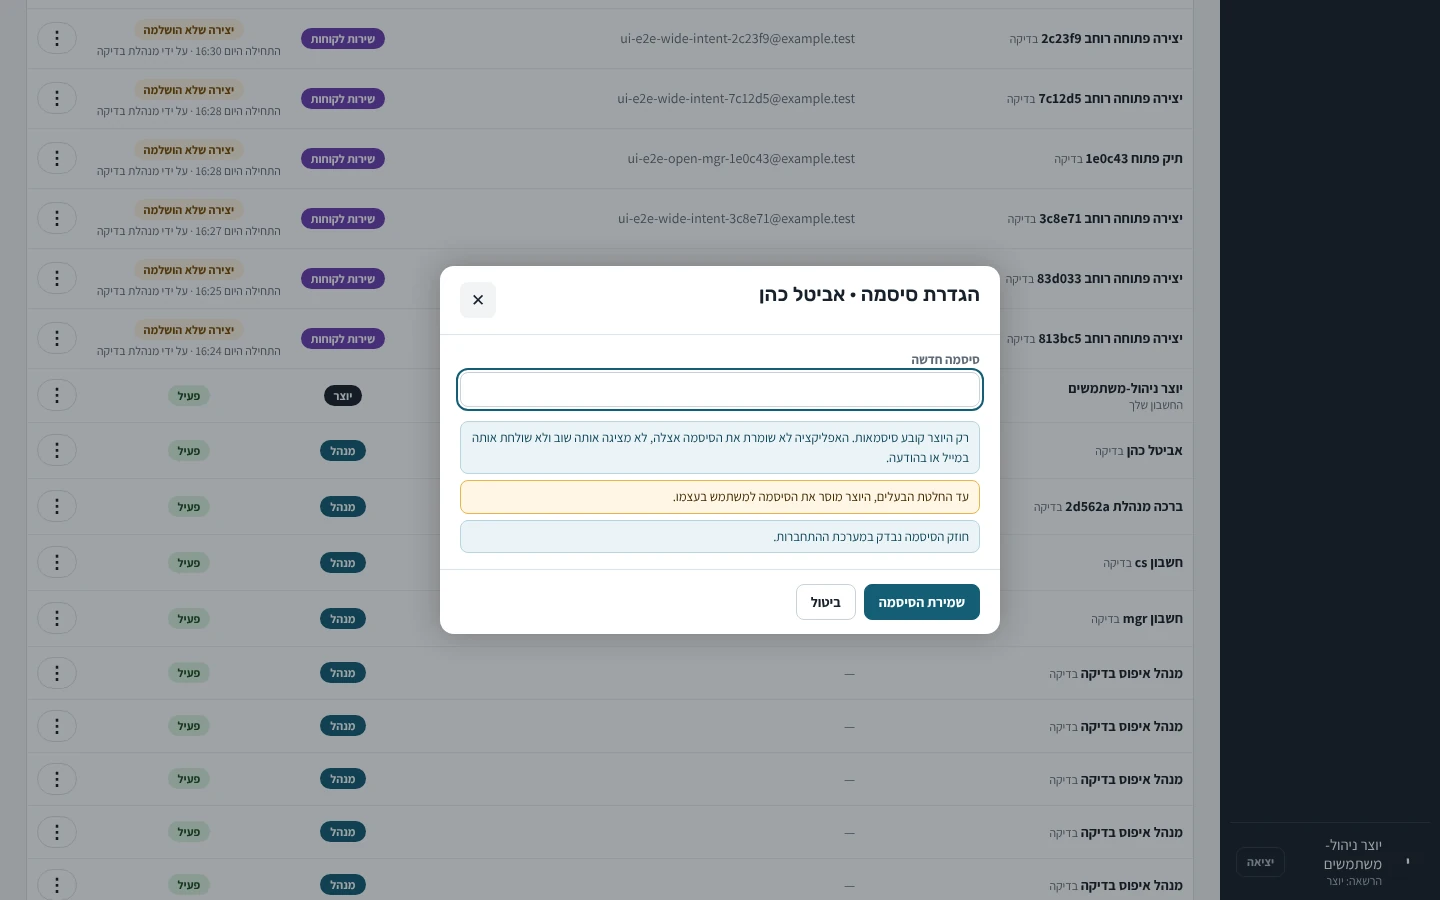 יצירה פתוחה רוחב 2c23f9 בדיקה
ui-e2e-wide-intent-2c23f9@example.test
שירות לקוחות
יצירה שלא הושלמה
התחילה היום 16:30 · על ידי מנהלת בדיקה
יצירה פתוחה רוחב 7c12d5 בדיקה
ui-e2e-wide-intent-7c12d5@example.test
שירות לקוחות
יצירה שלא הושלמה
התחילה היום 16:28 · על ידי מנהלת בדיקה
תיק פתוח 1e0c43 בדיקה
ui-e2e-open-mgr-1e0c43@example.test
שירות לקוחות
יצירה שלא הושלמה
התחילה היום 16:28 · על ידי מנהלת בדיקה
יצירה פתוחה רוחב 3c8e71 בדיקה
ui-e2e-wide-intent-3c8e71@example.test
שירות לקוחות
יצירה שלא הושלמה
התחילה היום 16:27 · על ידי מנהלת בדיקה
יצירה פתוחה רוחב 83d033 בדיקה
שירות לקוחות
יצירה שלא הושלמה
התחילה היום 16:25 · על ידי מנהלת בדיקה
יצירה פתוחה רוחב 813bc5 בדיקה
שירות לקוחות
יצירה שלא הושלמה
התחילה היום 16:24 · על ידי מנהלת בדיקה
יוצר ניהול-משתמשים
החשבון שלך
יוצר
פעיל
אביטל כהן בדיקה
מנהל
פעיל
ברכה מנהלת 2d562a בדיקה
מנהל
פעיל
חשבון cs בדיקה
מנהל
פעיל
חשבון mgr בדיקה
מנהל
פעיל
מנהל איפוס בדיקה בדיקה
—
מנהל
פעיל
מנהל איפוס בדיקה בדיקה
—
מנהל
פעיל
מנהל איפוס בדיקה בדיקה
—
מנהל
פעיל
מנהל איפוס בדיקה בדיקה
—
מנהל
פעיל
מנהל איפוס בדיקה בדיקה
—
מנהל
פעיל
הגדרת סיסמה • אביטל כהן
✕
סיסמה חדשה
רק היוצר קובע סיסמאות. האפליקציה לא שומרת את הסיסמה אצלה, לא מציגה אותה שוב ולא שולחת אותה
במייל או בהודעה.
עד החלטת הבעלים, היוצר מוסר את הסיסמה למשתמש בעצמו.
חוזק הסיסמה נבדק במערכת ההתחברות.
שמירת הסיסמה
ביטול
י
יוצר ניהול-
משתמשים
הרשאה: יוצר
יציאה